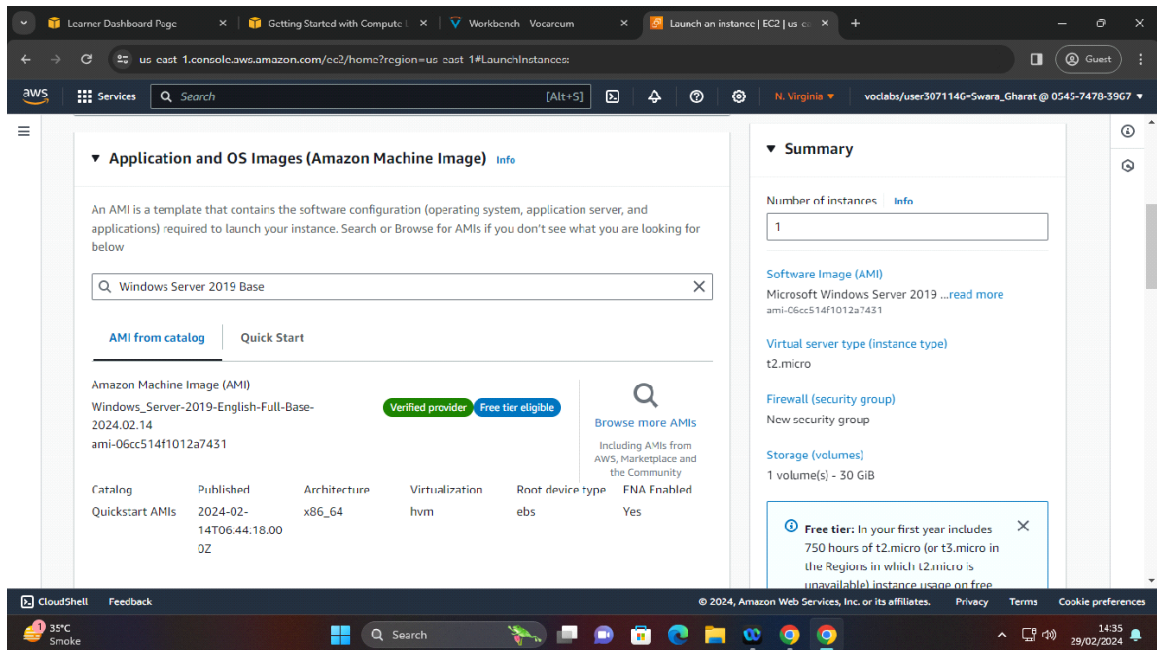 Learner Dashboard Page
Getting Started with Compute L
Workbench - Vocareum
Launch an instance | EC2 | us-ea
us-east-1.console.aws.amazon.com/ec2/home?region=us-east-1#LaunchInstances:
Guest
aws
Services
Search
[Alt+S]
N. Virginia
voclabs/user3071146=Swara_Gharat @ 0545-7478-3967
Application and OS Images (Amazon Machine Image) Info
An AMI is a template that contains the software configuration (operating system, application server, and
applications) required to launch your instance. Search or Browse for AMIs if you don't see what you are looking for
below
Windows Server 2019 Base
AMI from catalog
Quick Start
Amazon Machine Image (AMI)
Windows_Server-2019-English-Full-Base-
2024.02.14
ami-06cc514f1012a7431
Verified provider
Free tier eligible
Browse more AMIs
Including AMIs from
AWS, Marketplace and
the Community
Catalog Published Architecture Virtualization Root device type ENA Enabled
Quickstart AMIs 2024-02- x86_64 hvm ebs Yes
14T06:44:18.00
0Z
Summary
Number of instances Info
1
Software Image (AMI)
Microsoft Windows Server 2019 ...read more
ami-06cc514f1012a7431
Virtual server type (instance type)
t2.micro
Firewall (security group)
New security group
Storage (volumes)
1 volume(s) - 30 GiB
Free tier: In your first year includes
750 hours of t2.micro (or t3.micro in
the Regions in which t2.micro is
unavailable) instance usage on free
CloudShell
Feedback
© 2024, Amazon Web Services, Inc. or its affiliates.
Privacy
Terms
Cookie preferences
1
35°C
Smoke
Search
14:35
29/02/2024